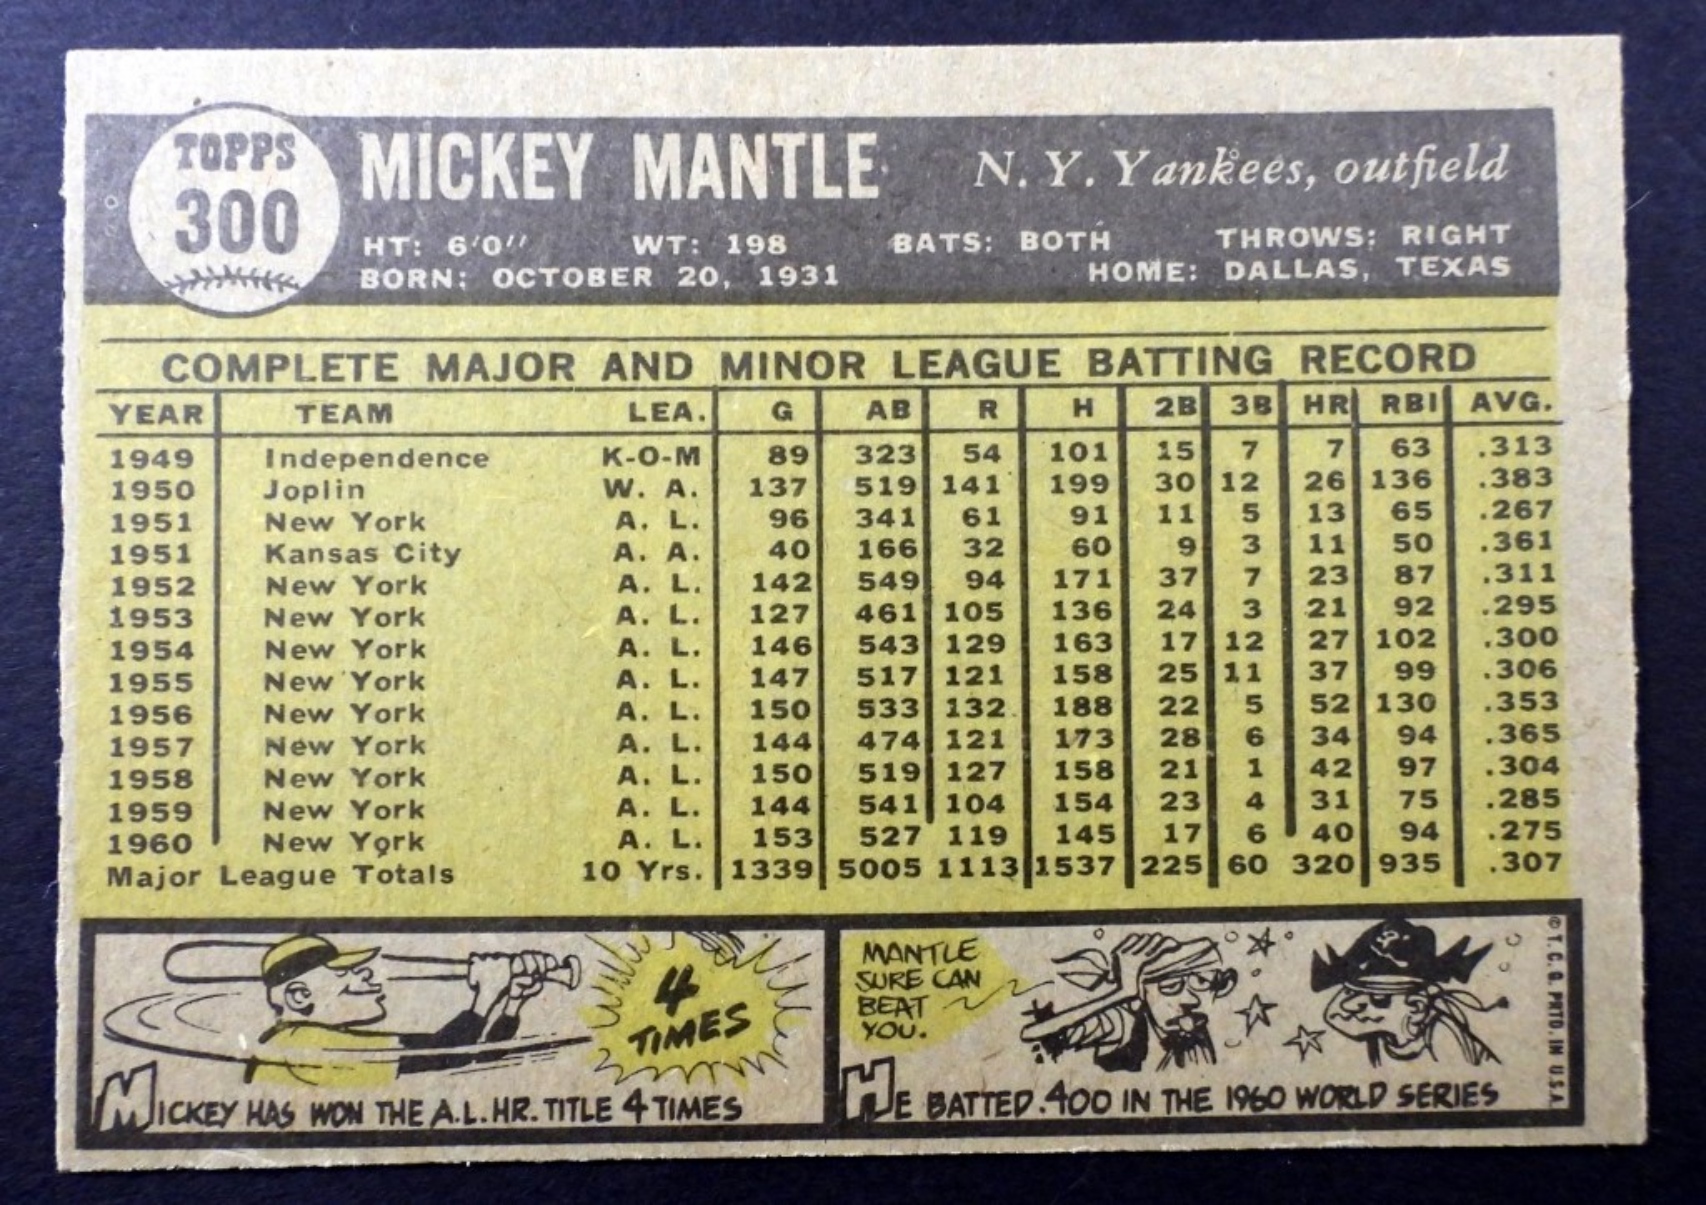 TOPPS
300
MICKEY MANTLE N. Y. Yankees, outfield
HT: 6'0" WT: 198 BATS: BOTH THROWS: RIGHT
BORN: OCTOBER 20, 1931 HOME: DALLAS, TEXAS
COMPLETE MAJOR AND MINOR LEAGUE BATTING RECORD
YEAR TEAM LEA. G AB R H 2B 3B HR RBI AVG.
1949 Independence K-O-M 89 323 54 101 15 7 7 63 .313
1950 Joplin W. A. 137 519 141 199 30 12 26 136 .383
1951 New York A. L. 96 341 61 91 11 5 13 65 .267
1951 Kansas City A. A. 40 166 32 60 9 3 11 50 .361
1952 New York A. L. 142 549 94 171 37 7 23 87 .311
1953 New York A. L. 127 461 105 136 24 3 21 92 .295
1954 New York A. L. 146 543 129 163 17 12 27 102 .300
1955 New York A. L. 147 517 121 158 25 11 37 99 .306
1956 New York A. L. 150 533 132 188 22 5 52 130 .353
1957 New York A. L. 144 474 121 173 28 6 34 94 .365
1958 New York A. L. 150 519 127 158 21 1 42 97 .304
1959 New York A. L. 144 541 104 154 23 4 31 75 .285
1960 New York A. L. 153 527 119 145 17 6 40 94 .275
Major League Totals 10 Yrs. 1339 5005 1113 1537 225 60 320 935 .307
4
TIMES
MICKEY HAS WON THE A.L. HR. TITLE 4 TIMES
MANTLE
SURE CAN
BEAT
YOU.
HE BATTED .400 IN THE 1960 WORLD SERIES
© T. C. G. PRTD. IN U.S.A.